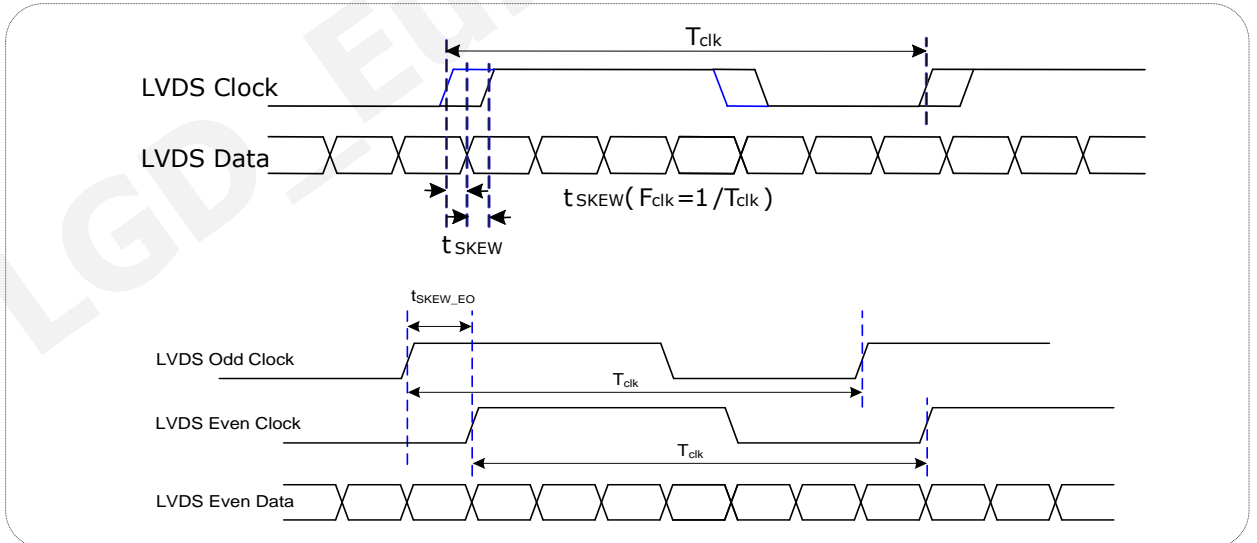 LGD_Eu
Tclk
LVDS Clock
LVDS Data
tSKEW( Fclk=1/Tclk )
tSKEW
tSKEW_EO
LVDS Odd Clock
Tclk
LVDS Even Clock
Tclk
LVDS Even Data